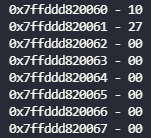 0x7ffddd820060 - 10
0x7ffddd820061 - 27
0x7ffddd820062 - 00
0x7ffddd820063 - 00
0x7ffddd820064 - 00
0x7ffddd820065 - 00
0x7ffddd820066 - 00
0x7ffddd820067 - 00